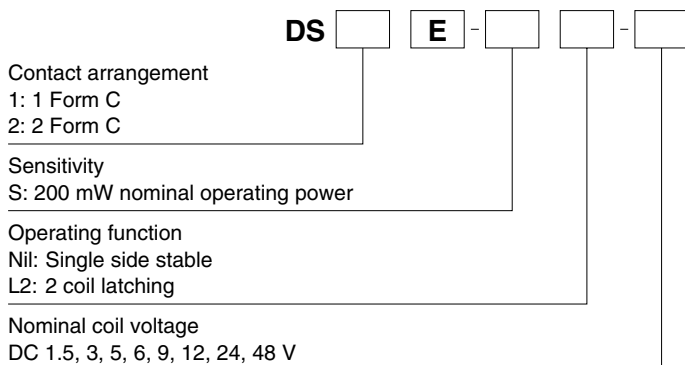 DS E - -
Contact arrangement
1: 1 Form C
2: 2 Form C
Sensitivity
S: 200 mW nominal operating power
Operating function
Nil: Single side stable
L2: 2 coil latching
Nominal coil voltage
DC 1.5, 3, 5, 6, 9, 12, 24, 48 V